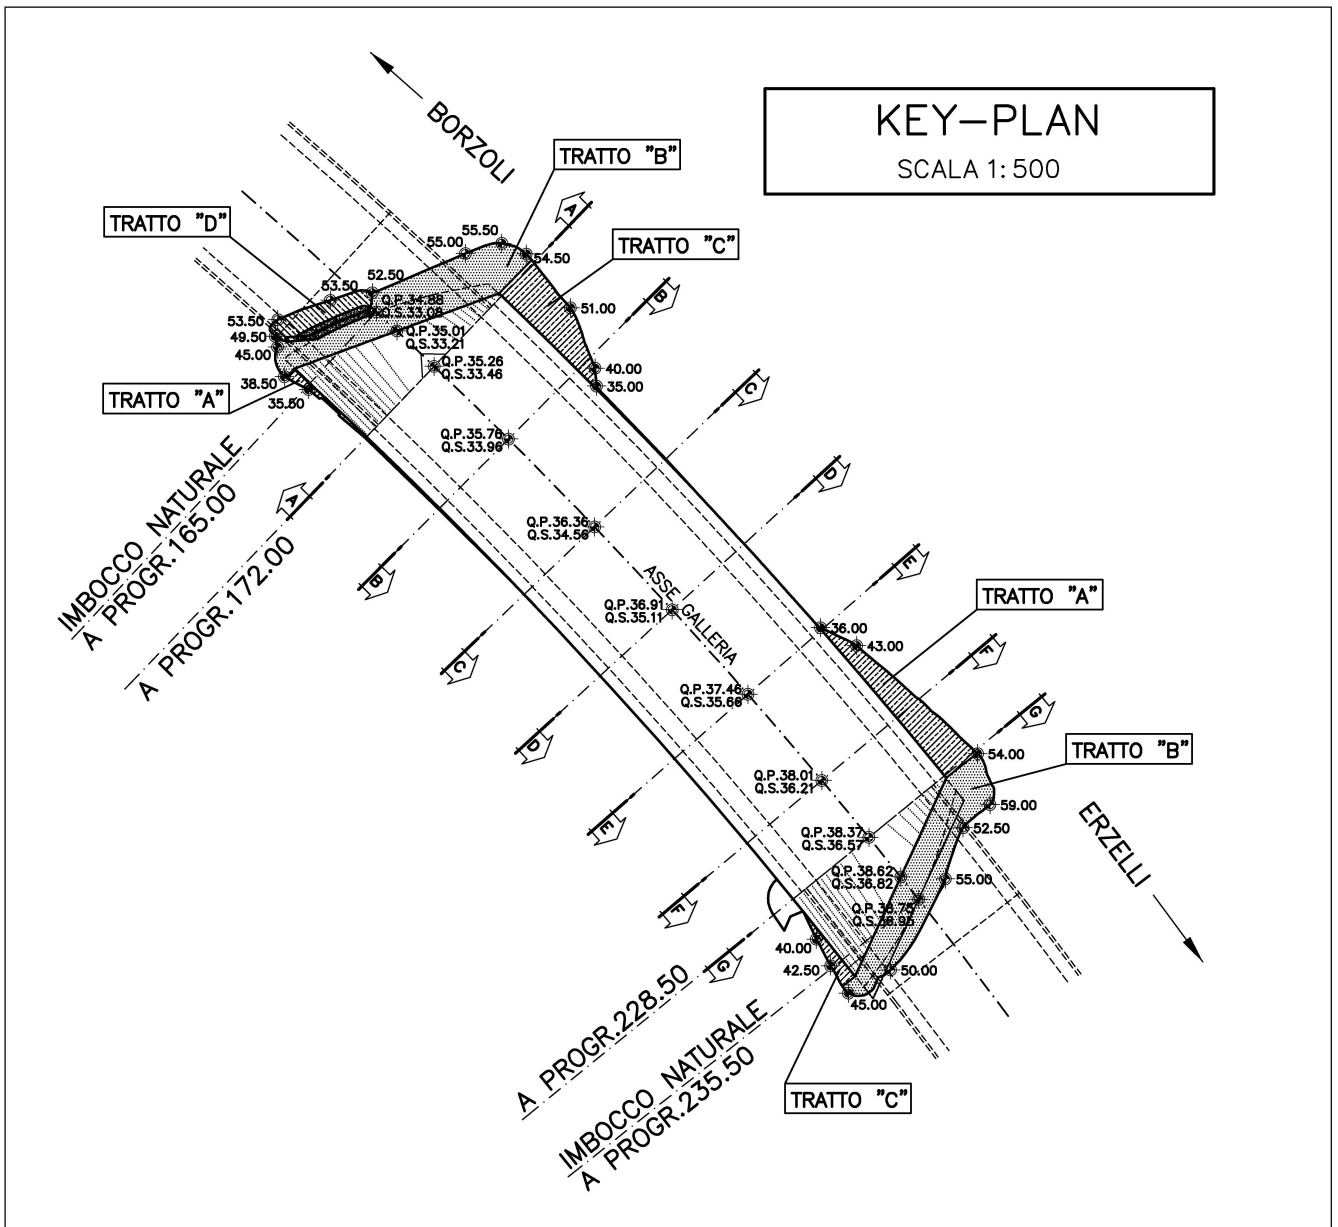 KEY-PLAN
SCALA 1:500
BORZOLI
TRATTO "B"
TRATTO "D"
TRATTO "C"
A
B
55.50
55.00
54.50
52.50
53.50
53.50
49.50
45.00
38.50
35.50
51.00
40.00
35.00
Q.P.34.88
Q.S.33.08
Q.P.35.01
Q.S.33.21
Q.P.35.26
Q.S.33.46
TRATTO "A"
C
Q.P.35.76
Q.S.33.96
D
IMBOCCO NATURALE
A PROGR.165.00
A
A PROGR.172.00
Q.P.36.36
Q.S.34.56
B
E
ASSE GALLERIA
Q.P.36.91
Q.S.35.11
TRATTO "A"
36.00
43.00
C
F
Q.P.37.46
Q.S.35.66
G
D
54.00
TRATTO "B"
Q.P.38.01
Q.S.36.21
59.00
52.50
E
Q.P.38.37
Q.S.36.57
ERZELLI
Q.P.38.62
Q.S.36.82
55.00
F
40.00
42.50
50.00
45.00
G
A PROGR.228.50
IMBOCCO NATURALE
A PROGR.235.50
TRATTO "C"